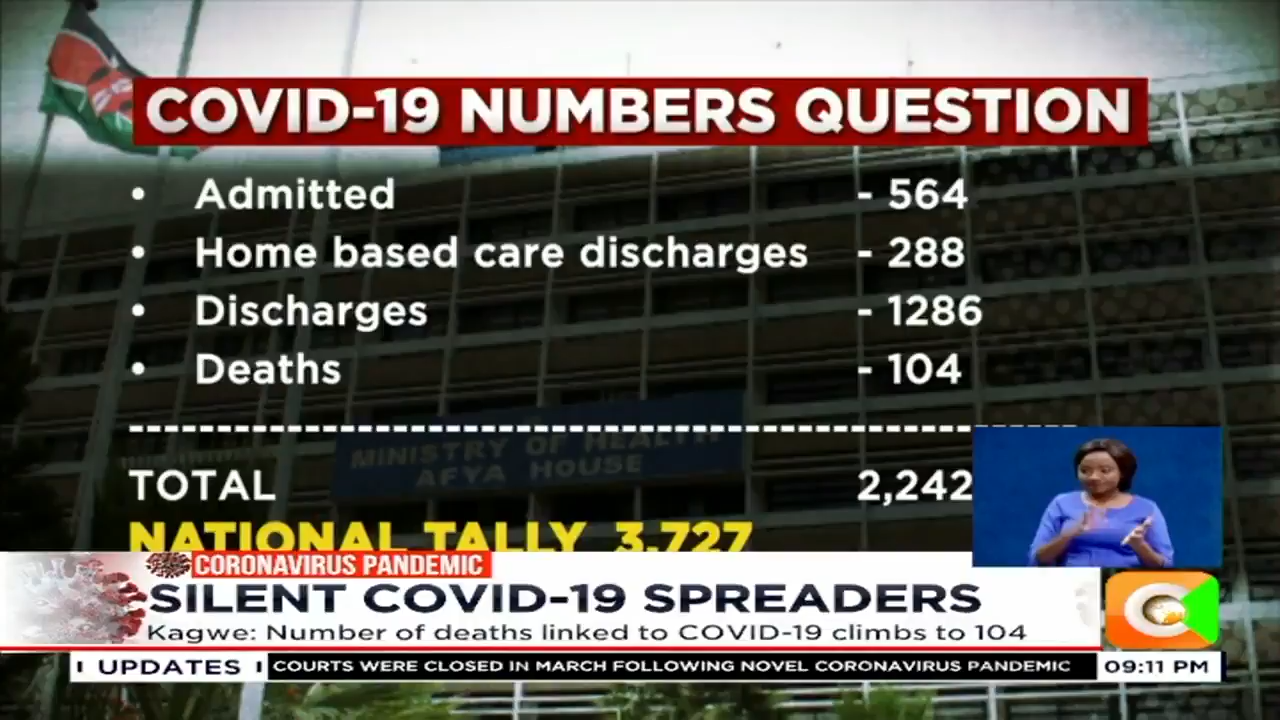 COVID-19 NUMBERS QUESTION
• Admitted - 564
• Home based care discharges - 288
• Discharges - 1286
• Deaths - 104
MINISTRY OF HEALTH
AFYA HOUSE
TOTAL 2,242
NATIONAL TALLY 3,727
CORONAVIRUS PANDEMIC
SILENT COVID-19 SPREADERS
Kagwe: Number of deaths linked to COVID-19 climbs to 104
UPDATES COURTS WERE CLOSED IN MARCH FOLLOWING NOVEL CORONAVIRUS PANDEMIC 09:11 PM